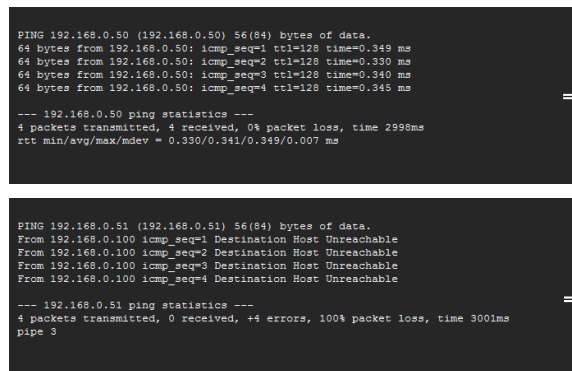 PING 192.168.0.50 (192.168.0.50) 56(84) bytes of data.
64 bytes from 192.168.0.50: icmp_seq=1 ttl=128 time=0.349 ms
64 bytes from 192.168.0.50: icmp_seq=2 ttl=128 time=0.330 ms
64 bytes from 192.168.0.50: icmp_seq=3 ttl=128 time=0.340 ms
64 bytes from 192.168.0.50: icmp_seq=4 ttl=128 time=0.345 ms
--- 192.168.0.50 ping statistics ---
4 packets transmitted, 4 received, 0% packet loss, time 2998ms
rtt min/avg/max/mdev = 0.330/0.341/0.349/0.007 ms
PING 192.168.0.51 (192.168.0.51) 56(84) bytes of data.
From 192.168.0.100 icmp_seq=1 Destination Host Unreachable
From 192.168.0.100 icmp_seq=2 Destination Host Unreachable
From 192.168.0.100 icmp_seq=3 Destination Host Unreachable
From 192.168.0.100 icmp_seq=4 Destination Host Unreachable
--- 192.168.0.51 ping statistics ---
4 packets transmitted, 0 received, +4 errors, 100% packet loss, time 3001ms
pipe 3